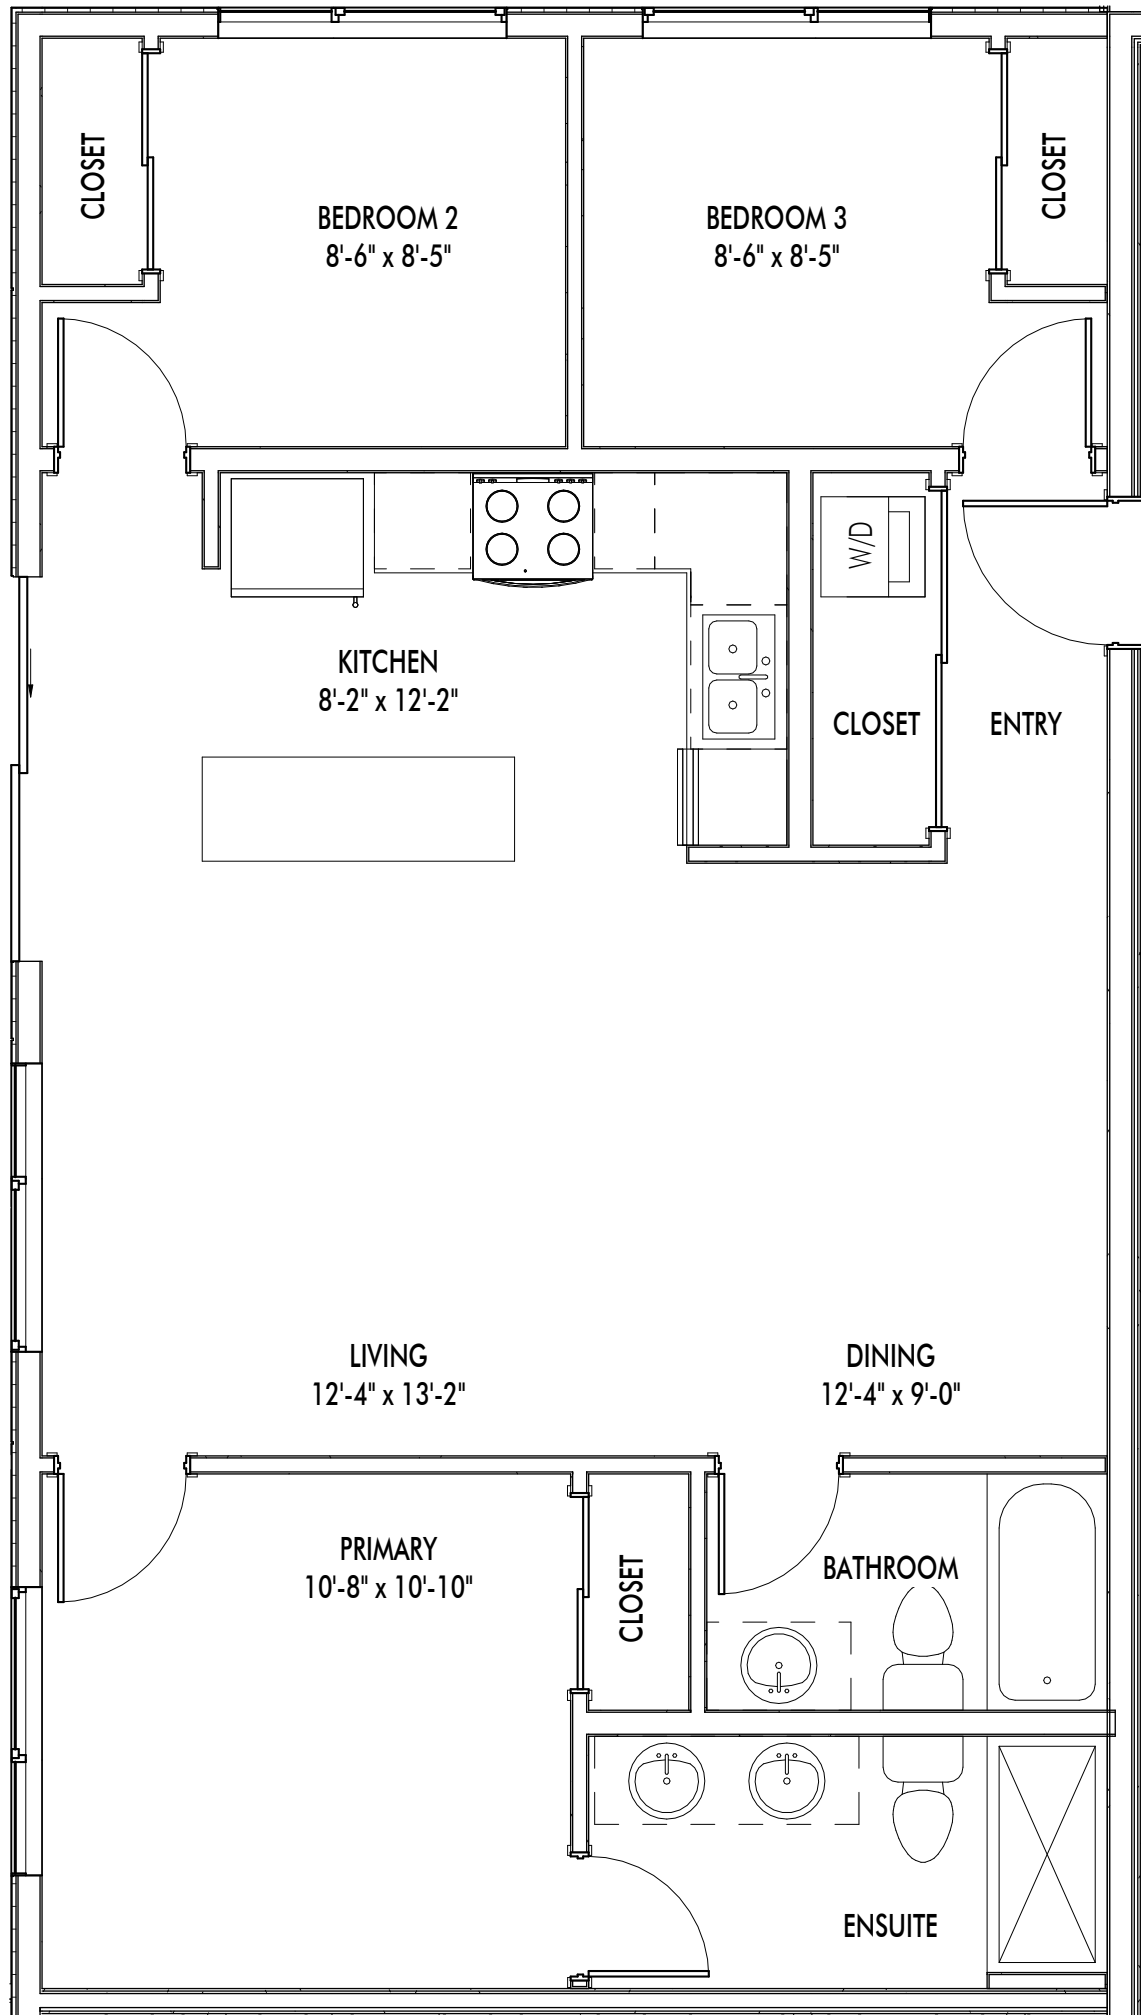 CLOSET
BEDROOM 2
8'-6" x 8'-5"
BEDROOM 3
8'-6" x 8'-5"
CLOSET
W/D
KITCHEN
8'-2" x 12'-2"
CLOSET
ENTRY
LIVING
12'-4" x 13'-2"
DINING
12'-4" x 9'-0"
PRIMARY
10'-8" x 10'-10"
CLOSET
BATHROOM
ENSUITE